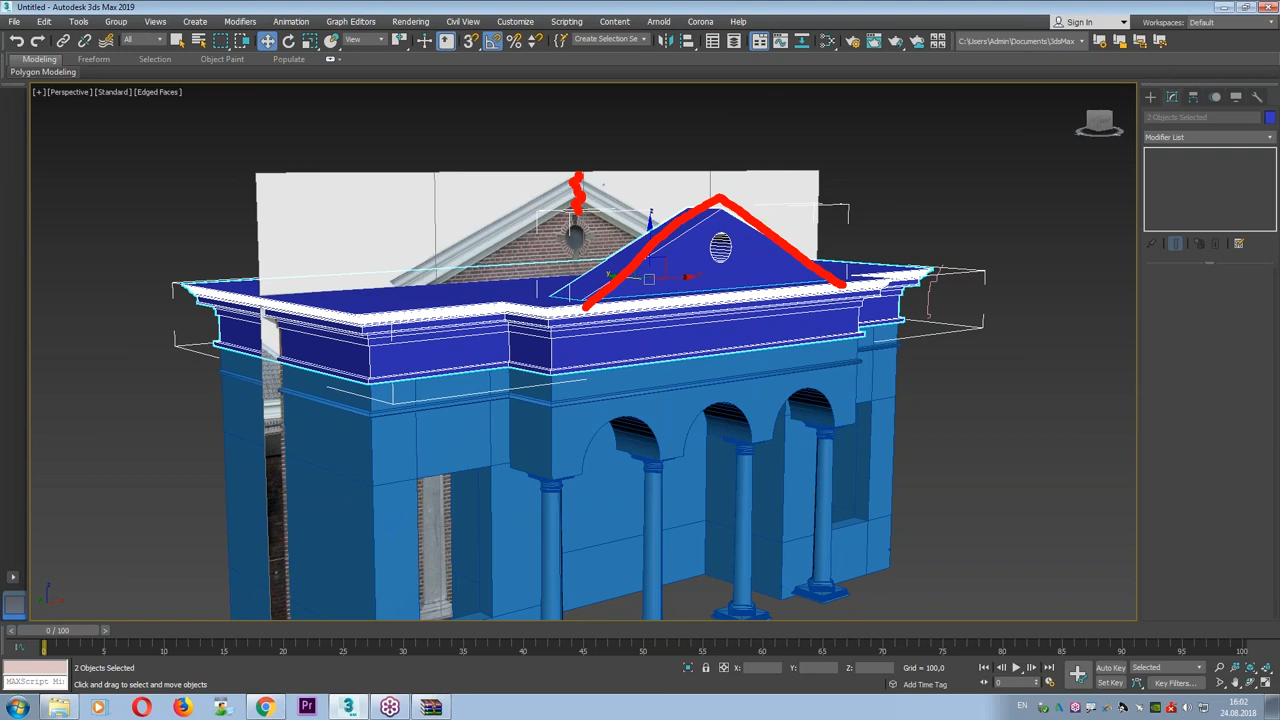 Untitled - Autodesk 3ds Max 2019
File Edit Tools Group Views Create Modifiers Animation Graph Editors Rendering Civil View Customize Scripting Content Arnold Corona Help
Sign In Workspaces: Default
All View Create Selection Se C:\Users\Admin\Documents\3dsMax
Modeling Freeform Selection Object Paint Populate
Polygon Modeling
[+] [Perspective] [Standard] [Edged Faces]
2 Objects Selected
Modifier List
z
y
0 / 100
0 5 10 15 20 25 30 35 40 45 50 55 60 65 70 75 80 85 90 95 100
2 Objects Selected X: Y: Z: Grid = 100,0 Auto Key Selected
MAXScript Mi Click and drag to select and move objects Add Time Tag 0 Set Key Key Filters...
EN 16:02
24.08.2018